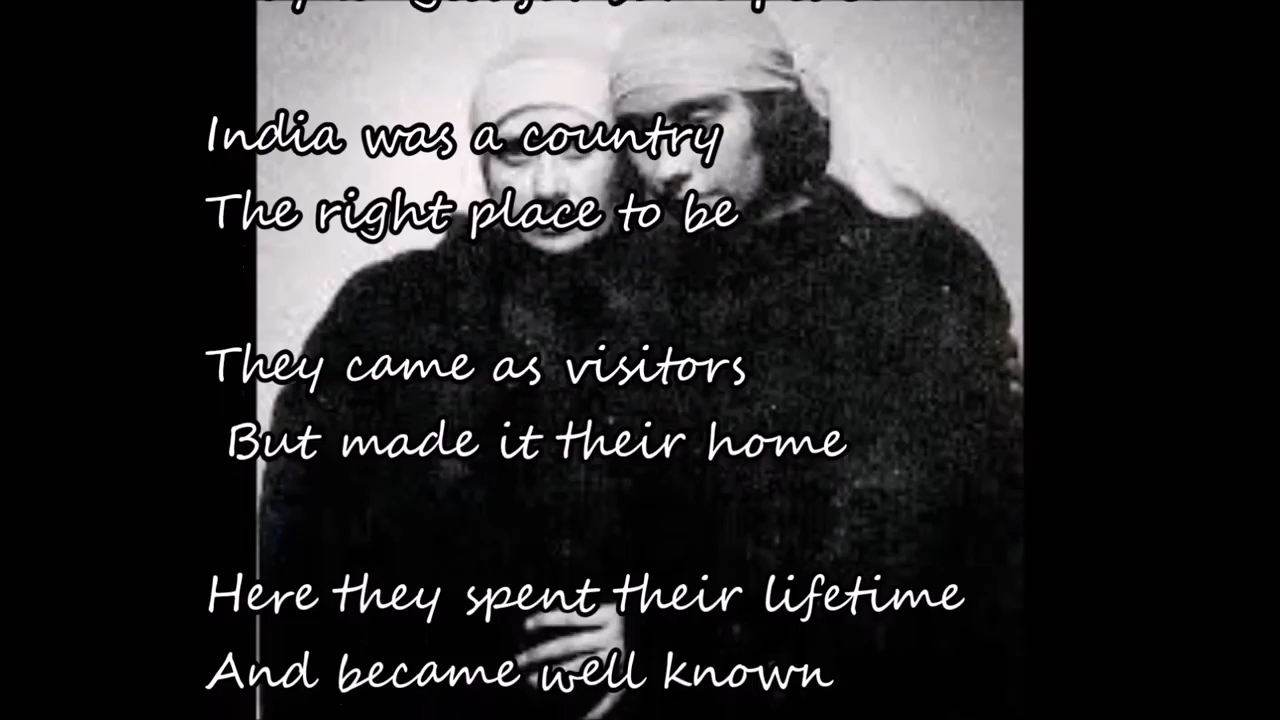 India was a country
The right place to be
They came as visitors
But made it their home
Here they spent their lifetime
And became well known